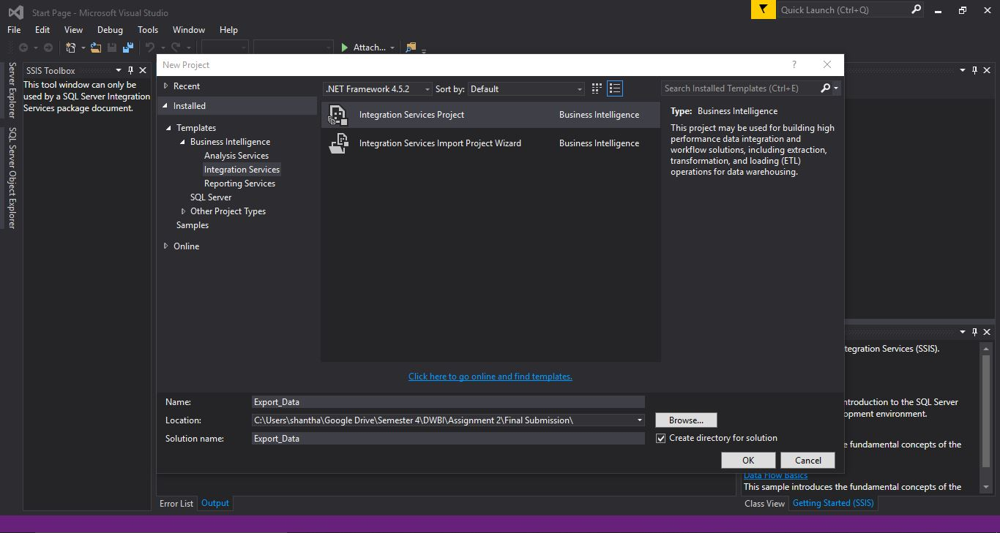 Start Page - Microsoft Visual Studio
Quick Launch (Ctrl+Q)
File Edit View Debug Tools Window Help
Attach...
Server Explorer
SQL Server Object Explorer
SSIS Toolbox
This tool window can only be
used by a SQL Server Integration
Services package document.
New Project
?
Recent
Installed
Templates
Business Intelligence
Analysis Services
Integration Services
Reporting Services
SQL Server
Other Project Types
Samples
Online
.NET Framework 4.5.2 Sort by: Default
Search Installed Templates (Ctrl+E)
Integration Services Project Business Intelligence
Integration Services Import Project Wizard Business Intelligence
Type: Business Intelligence
This project may be used for building high
performance data integration and
workflow solutions, including extraction,
transformation, and loading (ETL)
operations for data warehousing.
Click here to go online and find templates.
Name: Export_Data
Location: C:\Users\shantha\Google Drive\Semester 4\DWBI\Assignment 2\Final Submission\
Browse...
Solution name: Export_Data
Create directory for solution
OK Cancel
tegration Services (SSIS).
ntroduction to the SQL Server
opment environment.
e fundamental concepts of the
Data Flow Basics
This sample introduces the fundamental concepts of the
Error List Output
Class View Getting Started (SSIS)